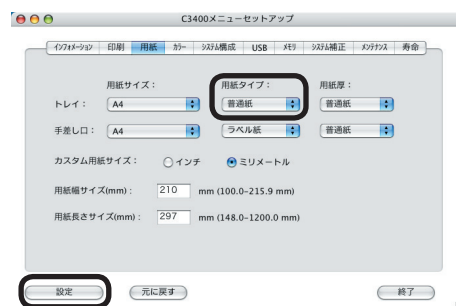 C3400メニューセットアップ
インフォメーション 印刷 用紙 カラー システム構成 USB メモリ システム補正 メンテナンス 寿命
用紙サイズ： 用紙タイプ： 用紙厚：
トレイ： A4 普通紙 普通紙
手差し口： A4 ラベル紙 普通紙
カスタム用紙サイズ： インチ ミリメートル
用紙幅サイズ(mm)： 210 mm (100.0~215.9 mm)
用紙長さサイズ(mm)： 297 mm (148.0~1200.0 mm)
設定 元に戻す 終了